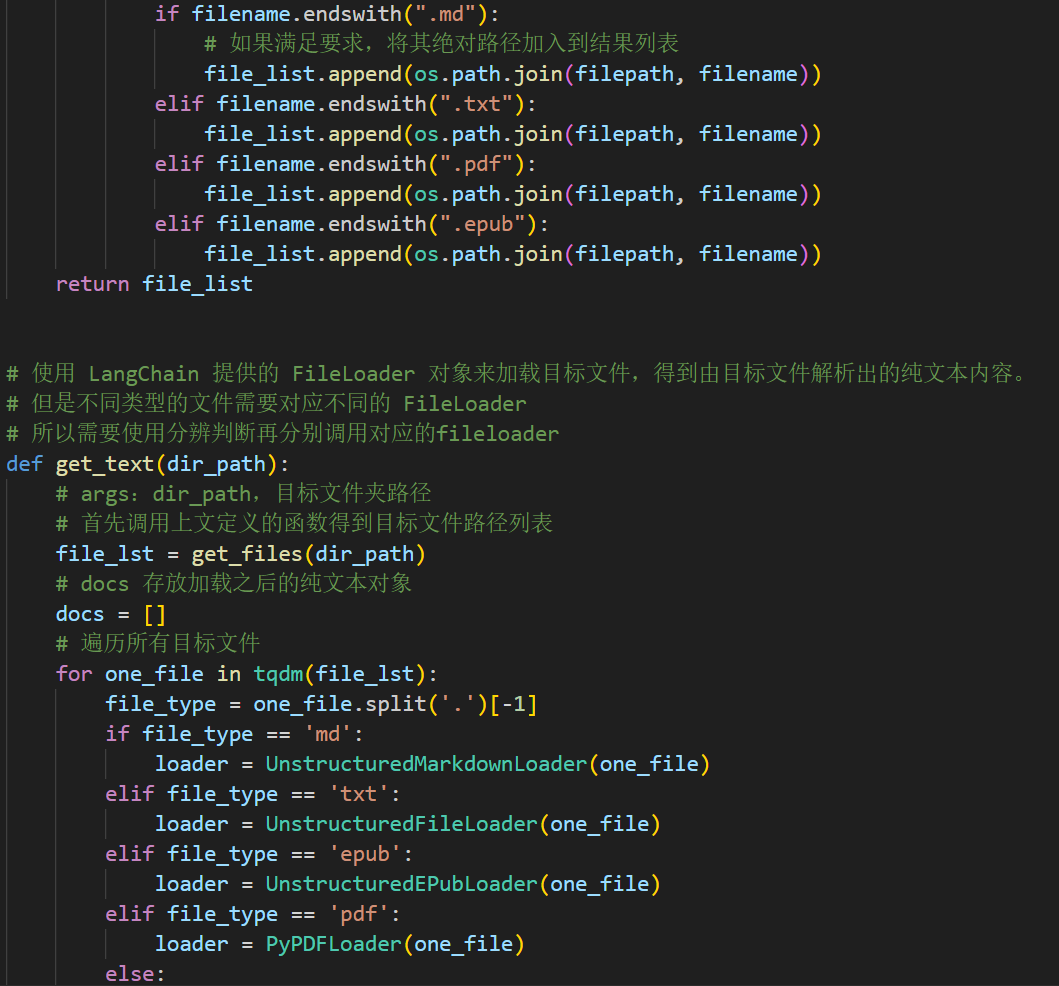 if filename.endswith(".md"):
# 如果满足要求，将其绝对路径加入到结果列表
file_list.append(os.path.join(filepath, filename))
elif filename.endswith(".txt"):
file_list.append(os.path.join(filepath, filename))
elif filename.endswith(".pdf"):
file_list.append(os.path.join(filepath, filename))
elif filename.endswith(".epub"):
file_list.append(os.path.join(filepath, filename))
return file_list
# 使用 LangChain 提供的 FileLoader 对象来加载目标文件，得到由目标文件解析出的纯文本内容。
# 但是不同类型的文件需要对应不同的 FileLoader
# 所以需要使用分辨判断再分别调用对应的fileloader
def get_text(dir_path):
# args：dir_path，目标文件夹路径
# 首先调用上文定义的函数得到目标文件路径列表
file_lst = get_files(dir_path)
# docs 存放加载之后的纯文本对象
docs = []
# 遍历所有目标文件
for one_file in tqdm(file_lst):
file_type = one_file.split('.')[-1]
if file_type == 'md':
loader = UnstructuredMarkdownLoader(one_file)
elif file_type == 'txt':
loader = UnstructuredFileLoader(one_file)
elif file_type == 'epub':
loader = UnstructuredEPubLoader(one_file)
elif file_type == 'pdf':
loader = PyPDFLoader(one_file)
else: